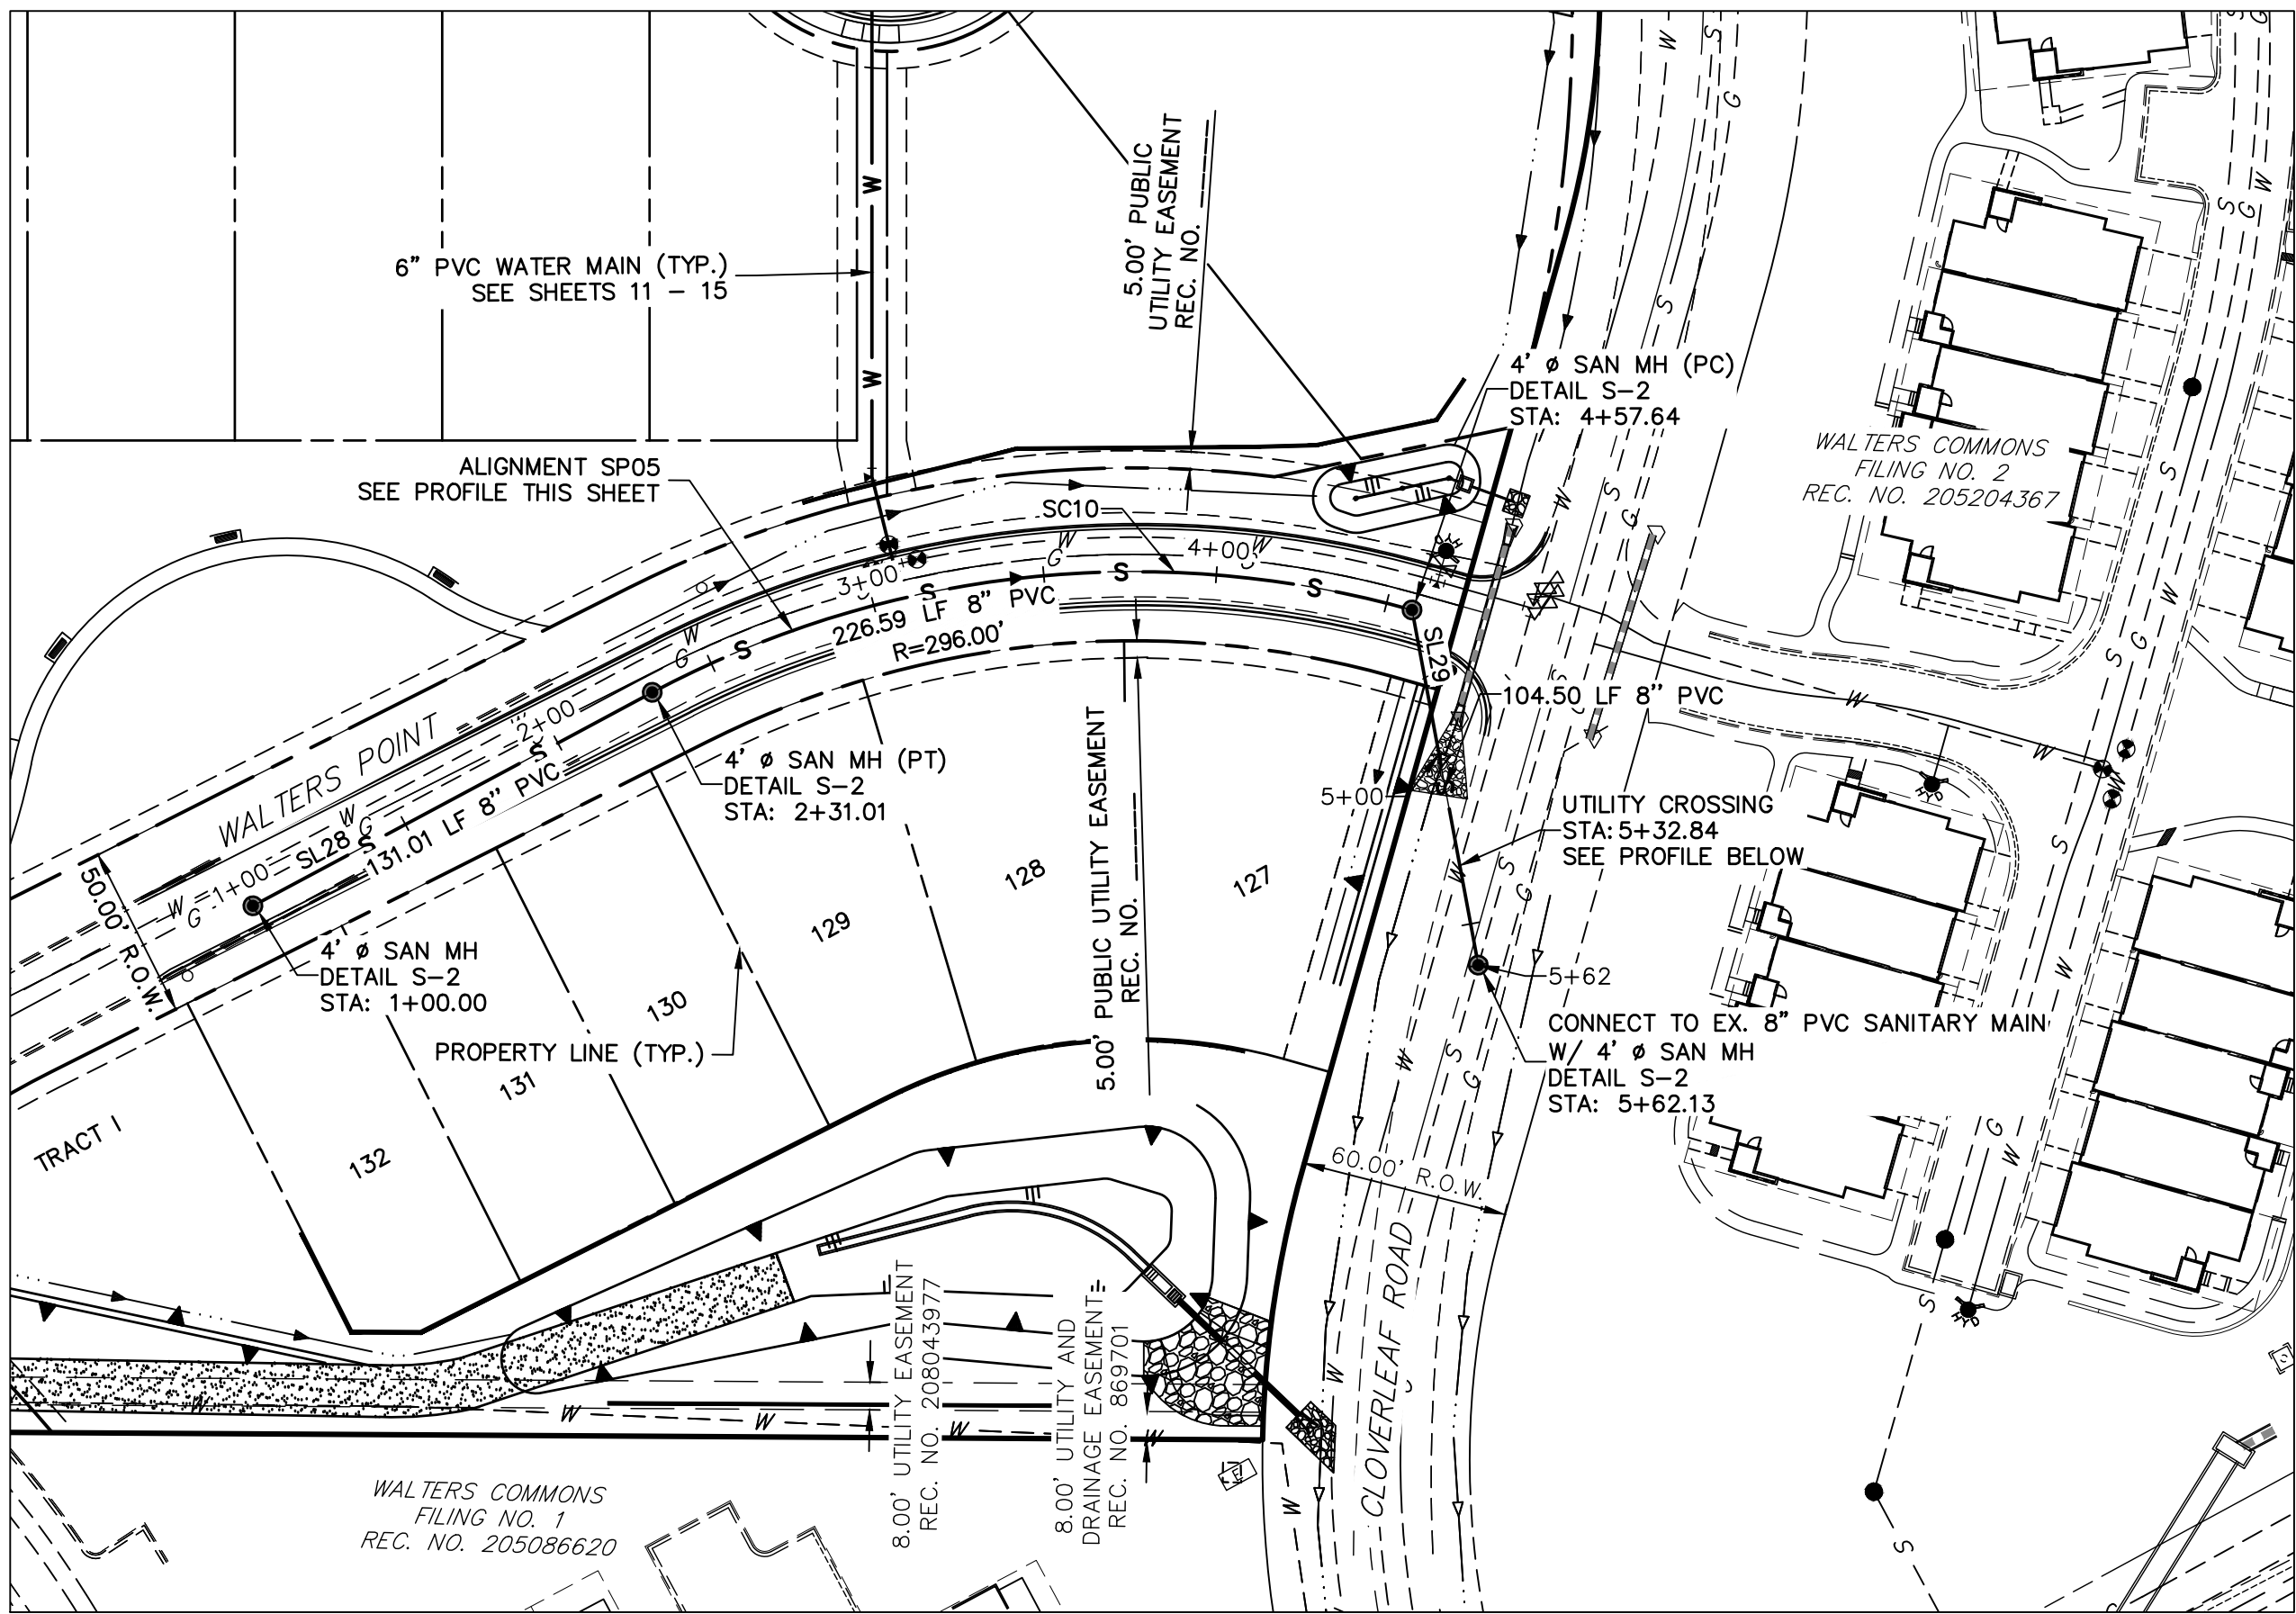 5.00' PUBLIC
UTILITY EASEMENT
REC. NO. ______
6" PVC WATER MAIN (TYP.)
SEE SHEETS 11 – 15
W
W
4' ø SAN MH (PC)
DETAIL S–2
STA: 4+57.64
WALTERS COMMONS
FILING NO. 2
REC. NO. 205204367
ALIGNMENT SP05
SEE PROFILE THIS SHEET
SC10
4+00
3+00
S
S
S
S
226.59 LF 8" PVC
R=296.00'
HYD
SL29
104.50 LF 8" PVC
2+00
S
WALTERS POINT
4' ø SAN MH (PT)
DETAIL S–2
STA: 2+31.01
131.01 LF 8" PVC
SL28
S
1+00
50.00' R.O.W.
5.00' PUBLIC UTILITY EASEMENT
REC. NO. ______
5+00
UTILITY CROSSING
STA: 5+32.84
SEE PROFILE BELOW
HYD
128
127
129
130
131
132
4' ø SAN MH
DETAIL S–2
STA: 1+00.00
PROPERTY LINE (TYP.)
5+62
CONNECT TO EX. 8" PVC SANITARY MAIN
W/ 4' ø SAN MH
DETAIL S–2
STA: 5+62.13
TRACT I
60.00' R.O.W.
CLOVERLEAF ROAD
HYD
8.00' UTILITY EASEMENT
REC. NO. 208043977
8.00' UTILITY AND
DRAINAGE EASEMENT
REC. NO. 869701
WALTERS COMMONS
FILING NO. 1
REC. NO. 205086620
W
W
W
W
W
W
S
S
G